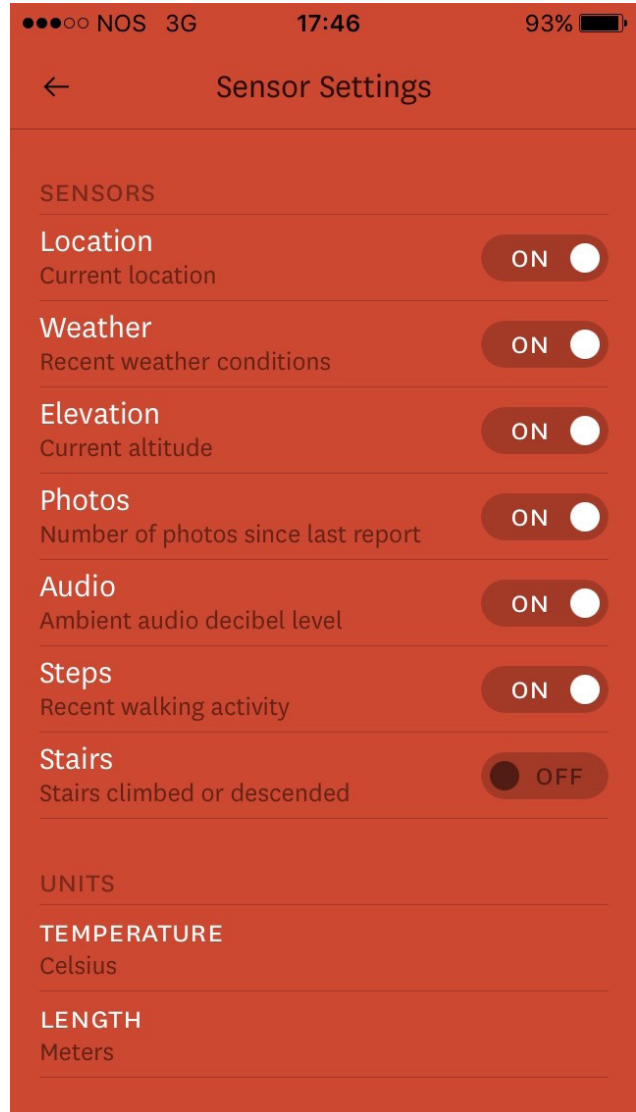 NOS 3G 17:46 93%
Sensor Settings
SENSORS
Location
Current location
ON
Weather
Recent weather conditions
ON
Elevation
Current altitude
ON
Photos
Number of photos since last report
ON
Audio
Ambient audio decibel level
ON
Steps
Recent walking activity
ON
Stairs
Stairs climbed or descended
OFF
UNITS
TEMPERATURE
Celsius
LENGTH
Meters